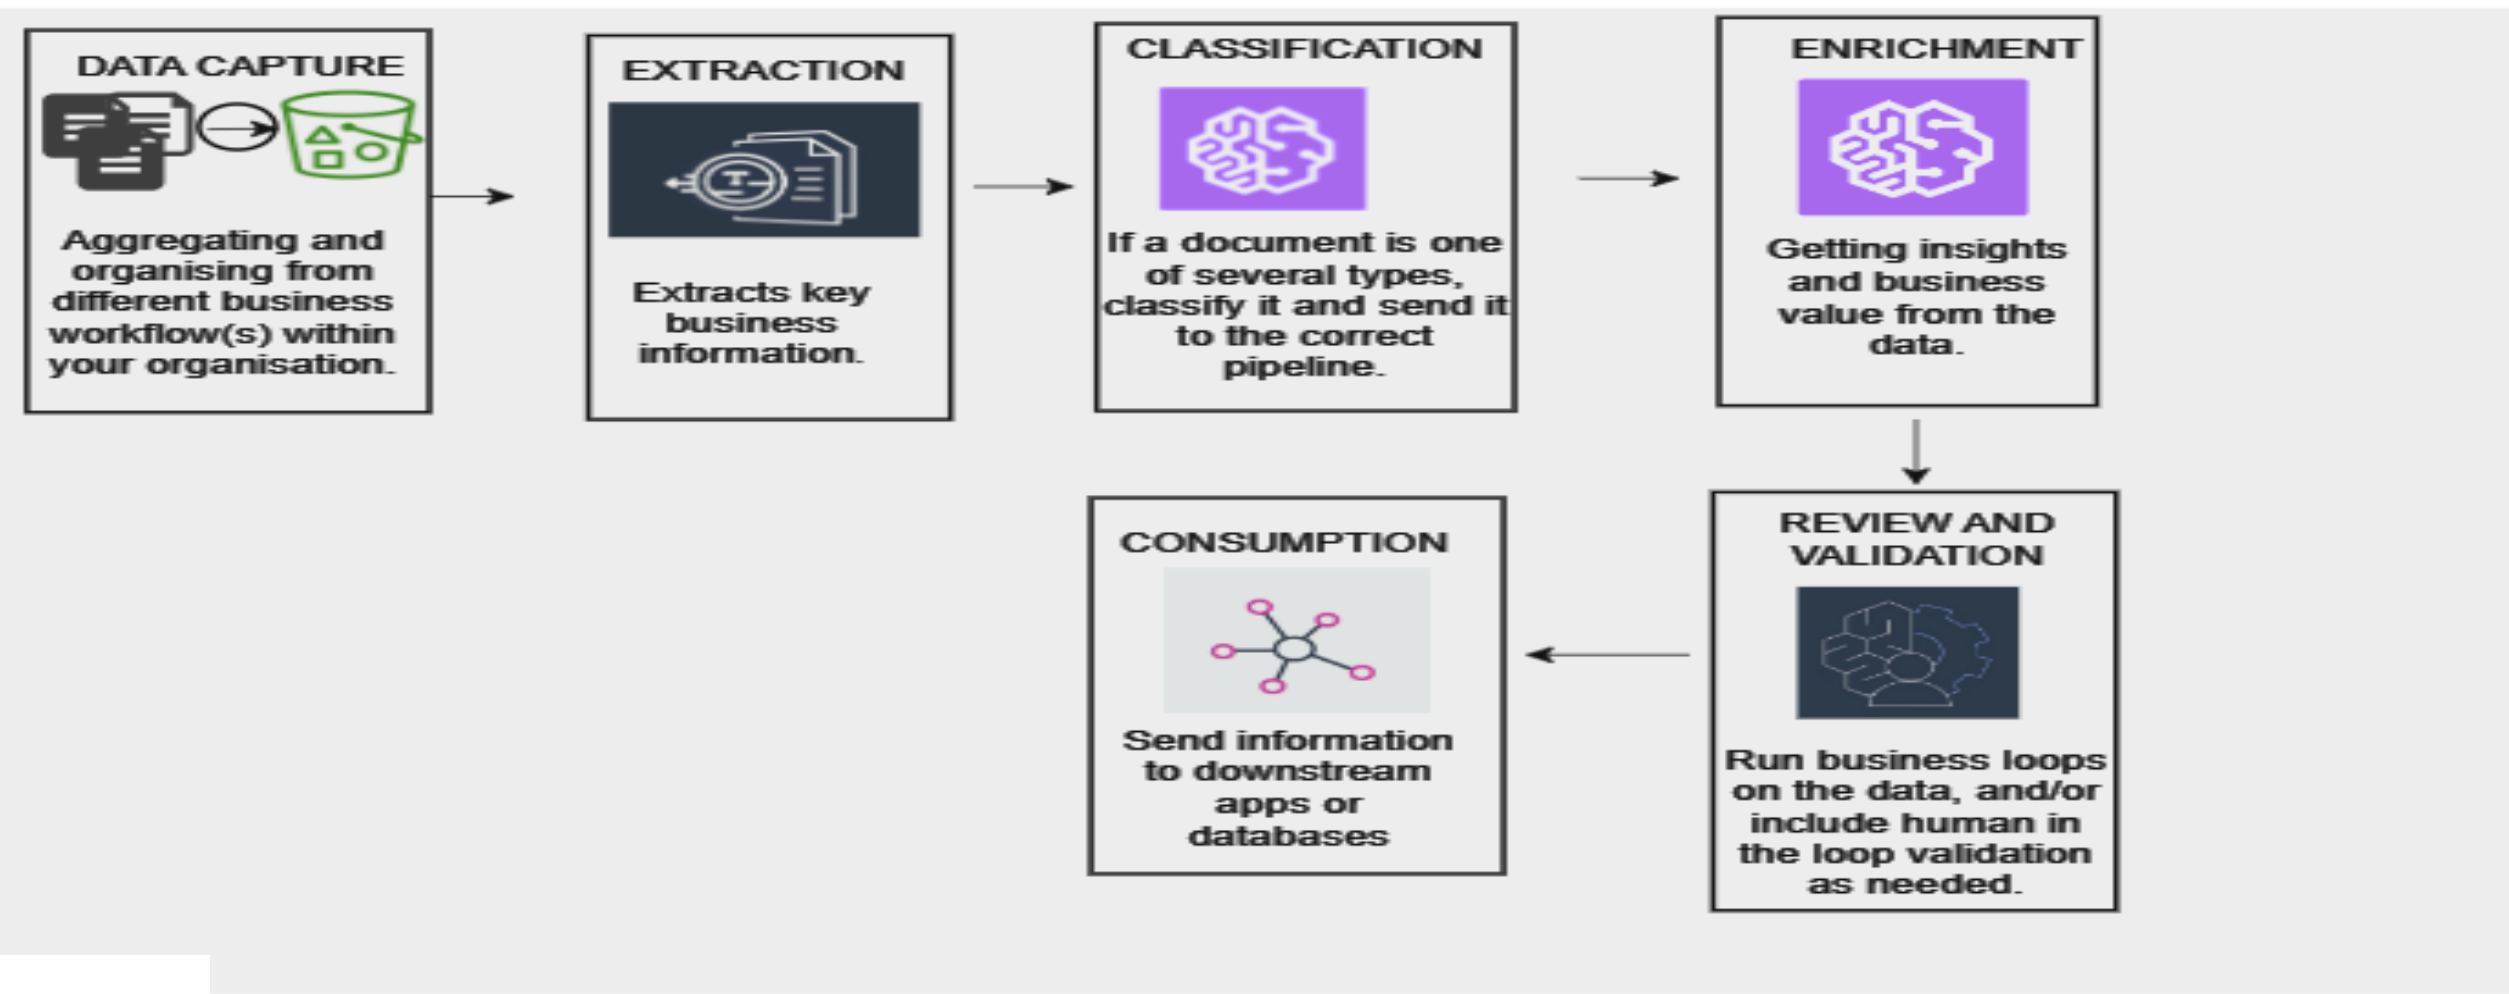 DATA CAPTURE
Aggregating and
organising from
different business
workflow(s) within
your organisation.
EXTRACTION
Extracts key
business
information.
CLASSIFICATION
If a document is one
of several types,
classify it and send it
to the correct
pipeline.
ENRICHMENT
Getting insights
and business
value from the
data.
REVIEW AND
VALIDATION
Run business loops
on the data, and/or
include human in
the loop validation
as needed.
CONSUMPTION
Send information
to downstream
apps or
databases